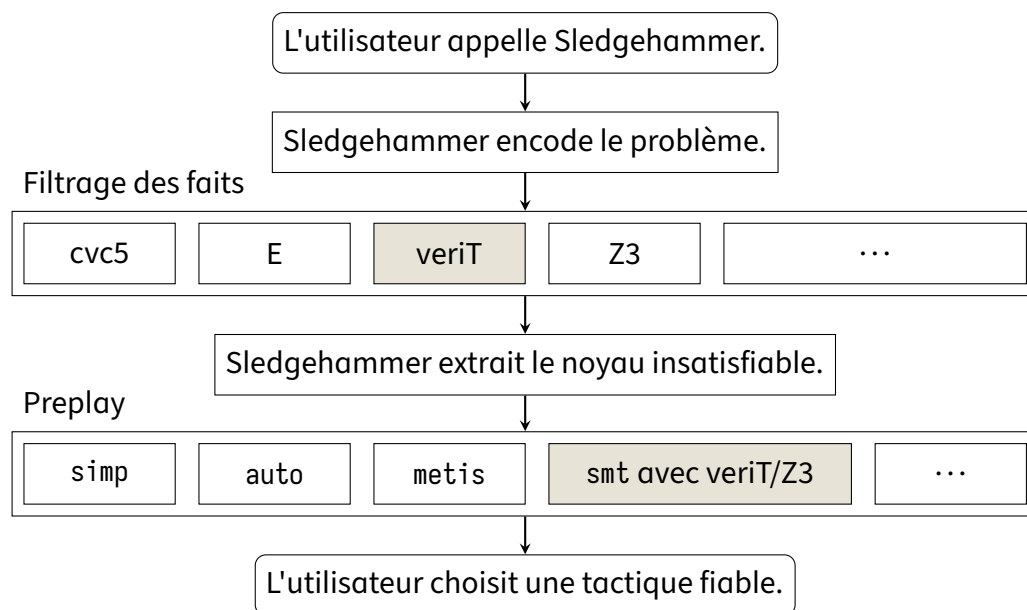 L'utilisateur appelle Sledgehammer.
Sledgehammer encode le problème.
Filtrage des faits
cvc5 E veriT Z3 ···
Sledgehammer extrait le noyau insatisfiable.
Preplay
simp auto metis smt avec veriT/Z3 ···
L'utilisateur choisit une tactique fiable.